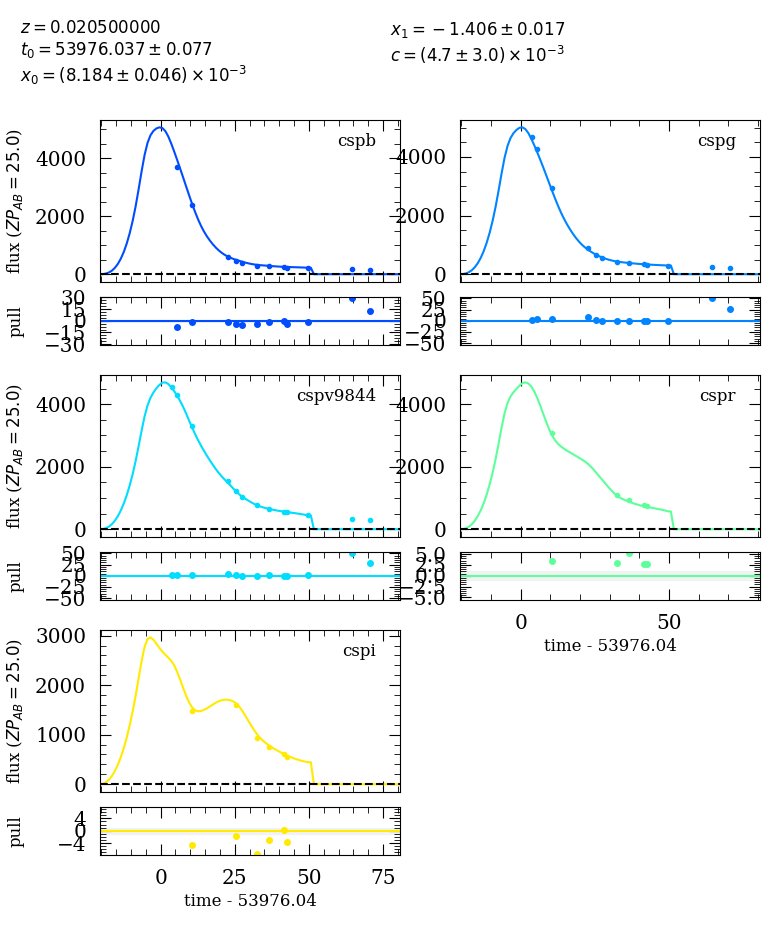 z = 0.020500000
t₀ = 53976.037 ± 0.077
x₀ = (8.184 ± 0.046) × 10⁻³
x₁ = −1.406 ± 0.017
c = (4.7 ± 3.0) × 10⁻³
flux (ZP_AB = 25.0)
4000
2000
0
cspb
4000
2000
0
cspg
pull
30
15
0
−15
−30
50
25
0
−25
−50
flux (ZP_AB = 25.0)
4000
2000
0
cspv9844
4000
2000
0
cspr
pull
50
25
0
−25
−50
5.0
2.5
0.0
−2.5
−5.0
0
50
time - 53976.04
flux (ZP_AB = 25.0)
3000
2000
1000
0
cspi
pull
4
0
−4
0
25
50
75
time - 53976.04